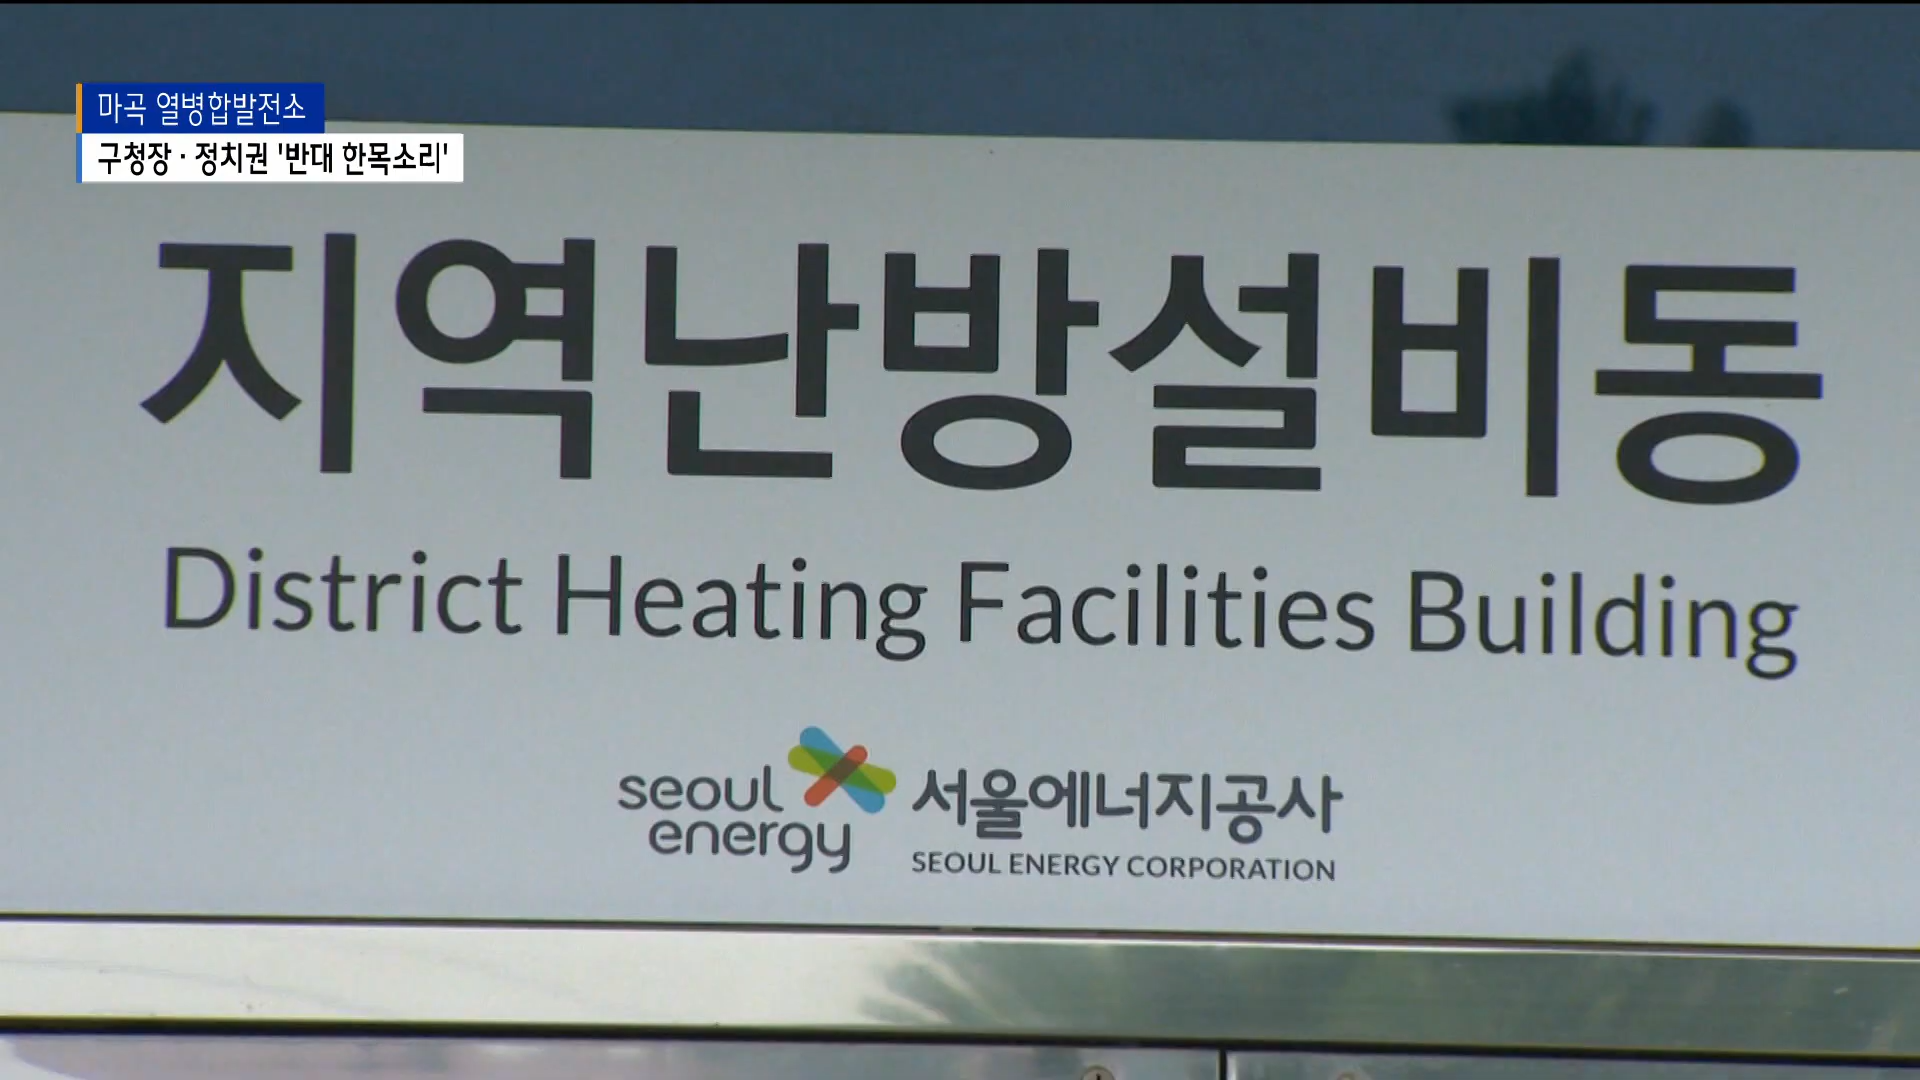 마곡 열병합발전소
구청장·정치권 '반대 한목소리'
지역난방설비동
District Heating Facilities Building
seoul
energy
서울에너지공사
SEOUL ENERGY CORPORATION